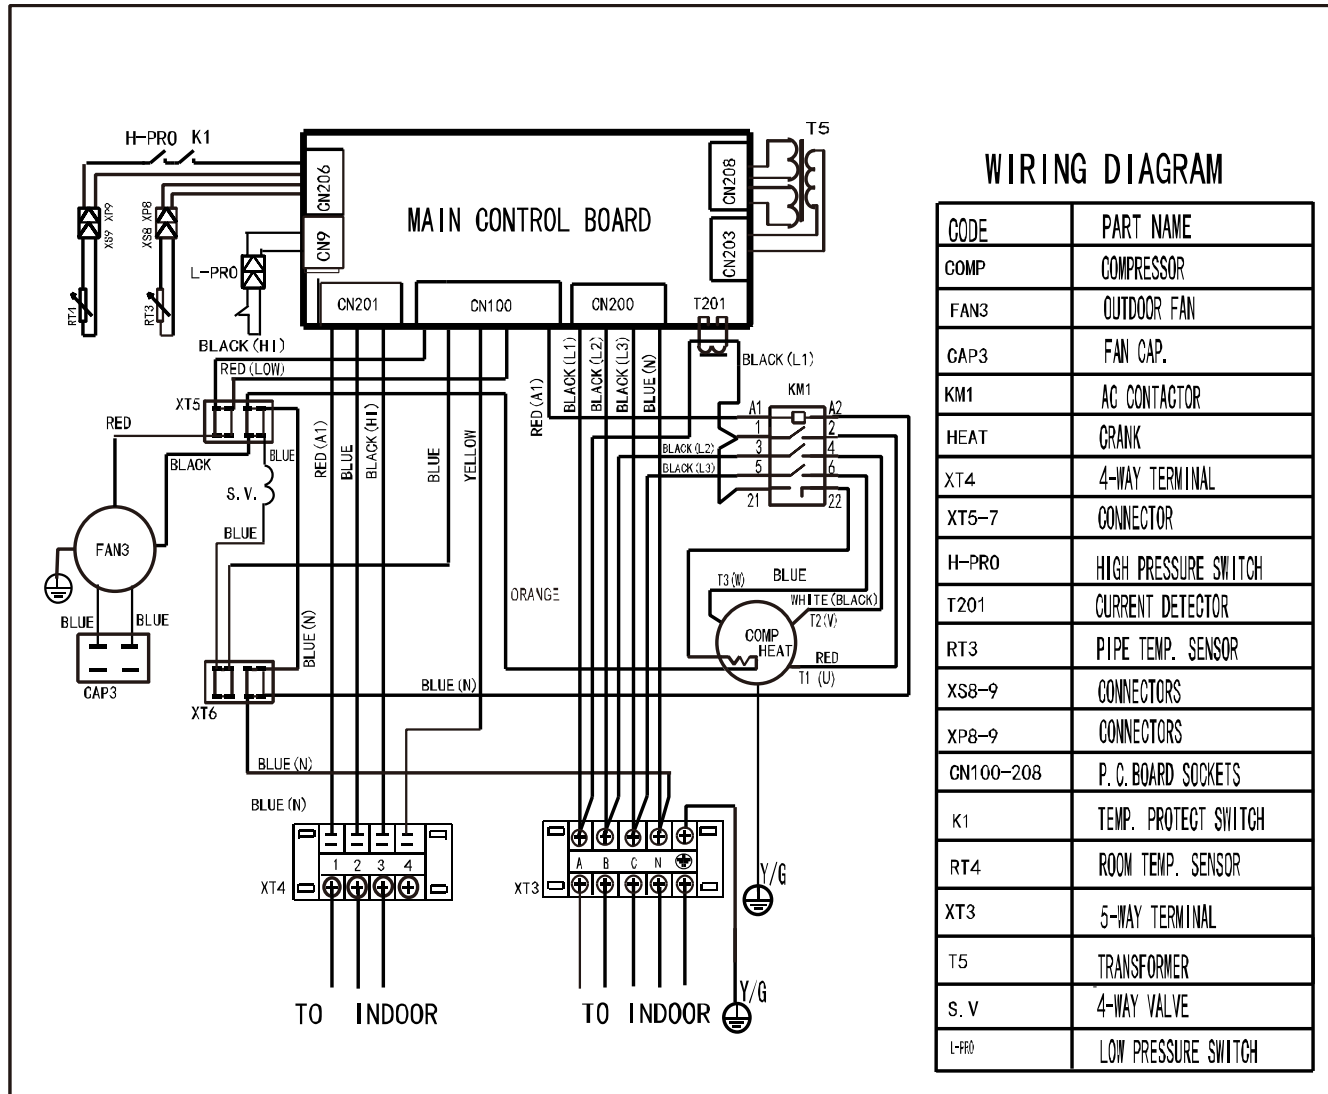 H-PRO K1
T5
CN206
CN208
XS9 XP9
XS8 XP8
MAIN CONTROL BOARD
CN9
CN203
L-PRO
RT4
RT3
CN201
CN100
CN200
T201
BLACK(HI)
RED(LOW)
BLACK(L1)
KM1
XT5
RED
BLACK
BLUE
S.V.
BLUE
RED(A1)
BLUE
BLACK(HI)
BLUE
YELLOW
RED(A1)
BLACK(L1)
BLACK(L2)
BLACK(L3)
BLUE(N)
A1 A2
1 2
BLACK(L2) 3 4
BLACK(L3) 5 6
21 22
FAN3
BLUE BLUE
CAP3
BLUE(N)
ORANGE
T3(W) BLUE
WHITE(BLACK)
T2(V)
COMP
HEAT
RED
T1 (U)
XT6
BLUE(N)
BLUE(N)
BLUE(N)
XT4
1 2 3 4
XT3
A B C N
Y/G
Y/G
TO INDOOR
TO INDOOR
WIRING DIAGRAM
CODE PART NAME
COMP COMPRESSOR
FAN3 OUTDOOR FAN
CAP3 FAN CAP.
KM1 AC CONTACTOR
HEAT CRANK
XT4 4-WAY TERMINAL
XT5-7 CONNECTOR
H-PRO HIGH PRESSURE SWITCH
T201 CURRENT DETECTOR
RT3 PIPE TEMP. SENSOR
XS8-9 CONNECTORS
XP8-9 CONNECTORS
CN100-208 P.C.BOARD SOCKETS
K1 TEMP. PROTECT SWITCH
RT4 ROOM TEMP. SENSOR
XT3 5-WAY TERMINAL
T5 TRANSFORMER
S.V 4-WAY VALVE
L-PRO LOW PRESSURE SWITCH